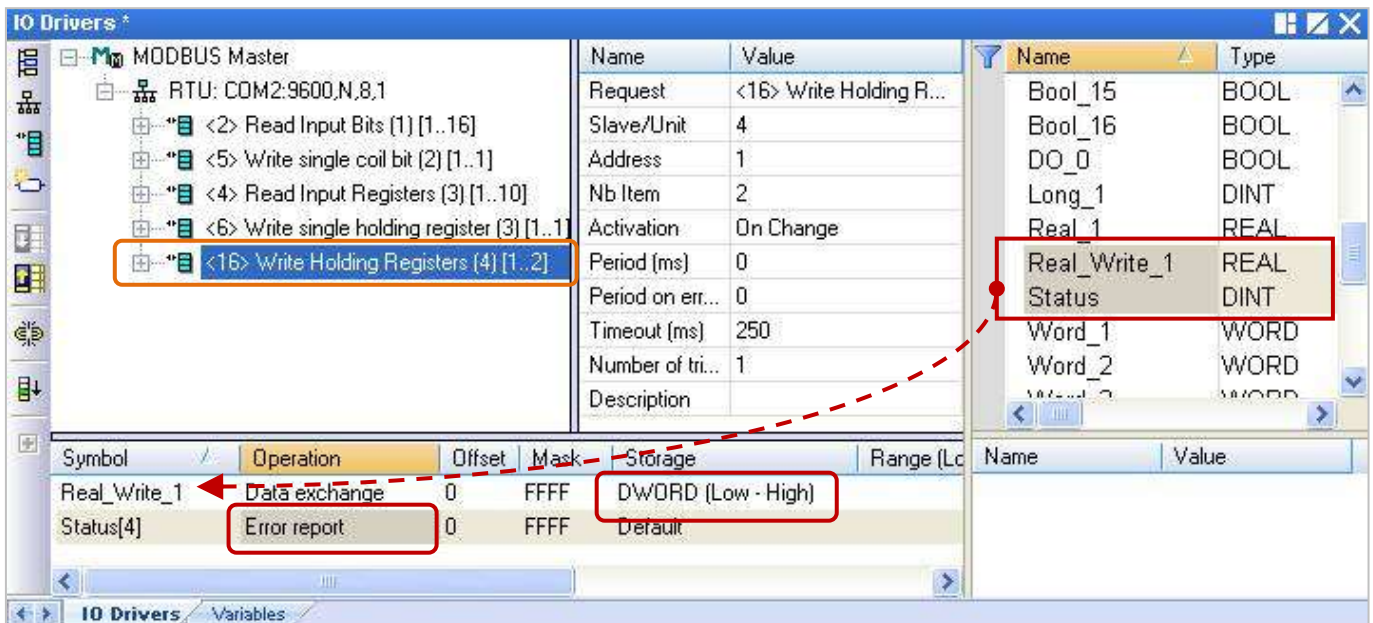 IO Drivers *
MODBUS Master
RTU: COM2:9600,N,8,1
<2> Read Input Bits (1) [1..16]
<5> Write single coil bit (2) [1..1]
<4> Read Input Registers (3) [1..10]
<6> Write single holding register (3) [1..1]
<16> Write Holding Registers (4) [1..2]
Name Value
Request <16> Write Holding R...
Slave/Unit 4
Address 1
Nb Item 2
Activation On Change
Period (ms) 0
Period on err... 0
Timeout (ms) 250
Number of tri... 1
Description
Name Type
Bool_15 BOOL
Bool_16 BOOL
DO_0 BOOL
Long_1 DINT
Real_1 REAL
Real_Write_1 REAL
Status DINT
Word_1 WORD
Word_2 WORD
Symbol Operation Offset Mask Storage Range (Lo
Real_Write_1 Data exchange 0 FFFF DWORD (Low - High)
Status[4] Error report 0 FFFF Default
Name Value
IO Drivers Variables